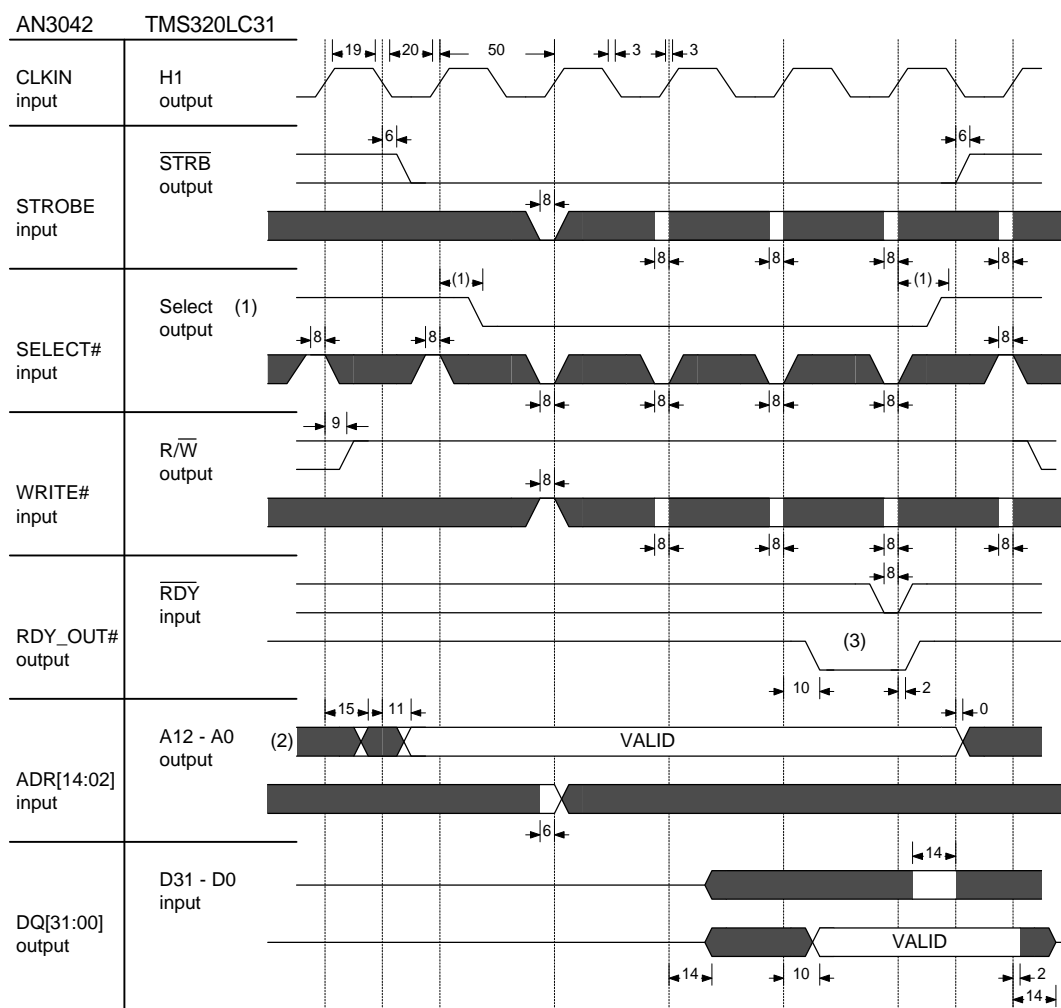 AN3042 TMS320LC31
19 20 50 3 3
CLKIN H1
input output
6 6
STRB
output
STROBE
input
8
8 8 8 8
(1) (1)
Select (1)
output
SELECT#
input
8 8 8
8 8 8 8
9
R/W
output
WRITE#
input
8
8 8 8 8
RDY
input
8
RDY_OUT#
output
(3)
10 2
15 11 0
A12 - A0 (2) VALID
output
ADR[14:02]
input
6
14
D31 - D0
input
DQ[31:00]
output
VALID
14 10 2
14